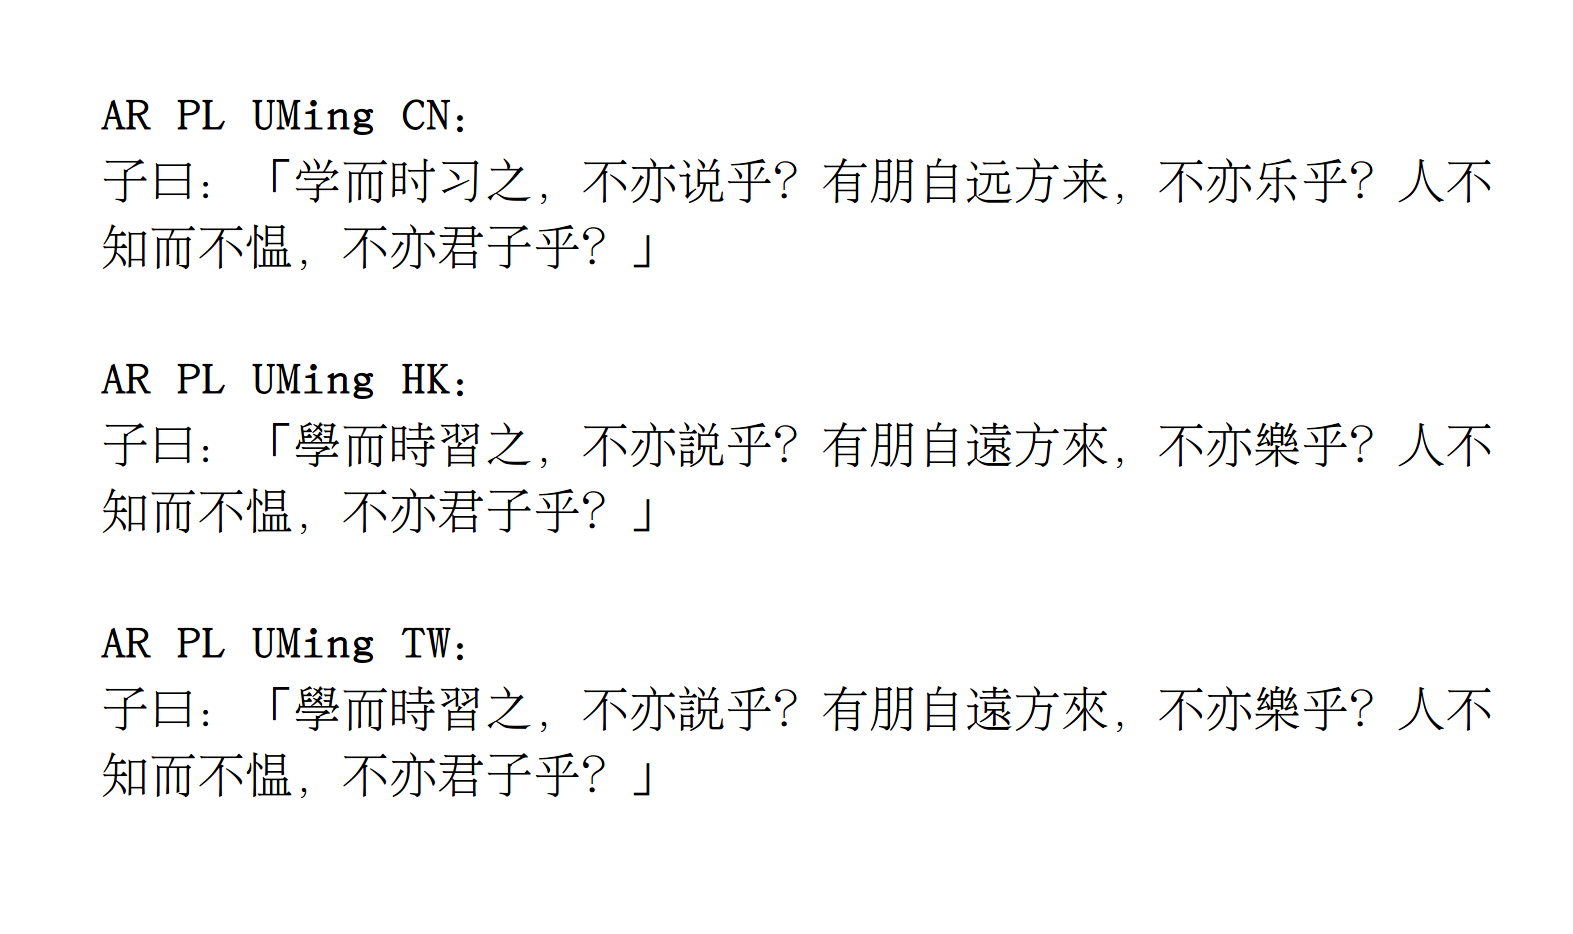 AR PL UMing CN：
子曰：「学而时习之，不亦说乎？有朋自远方来，不亦乐乎？人不
知而不愠，不亦君子乎？」
AR PL UMing HK：
子曰：「學而時習之，不亦説乎？有朋自遠方來，不亦樂乎？人不
知而不愠，不亦君子乎？」
AR PL UMing TW：
子曰：「學而時習之，不亦説乎？有朋自遠方來，不亦樂乎？人不
知而不愠，不亦君子乎？」